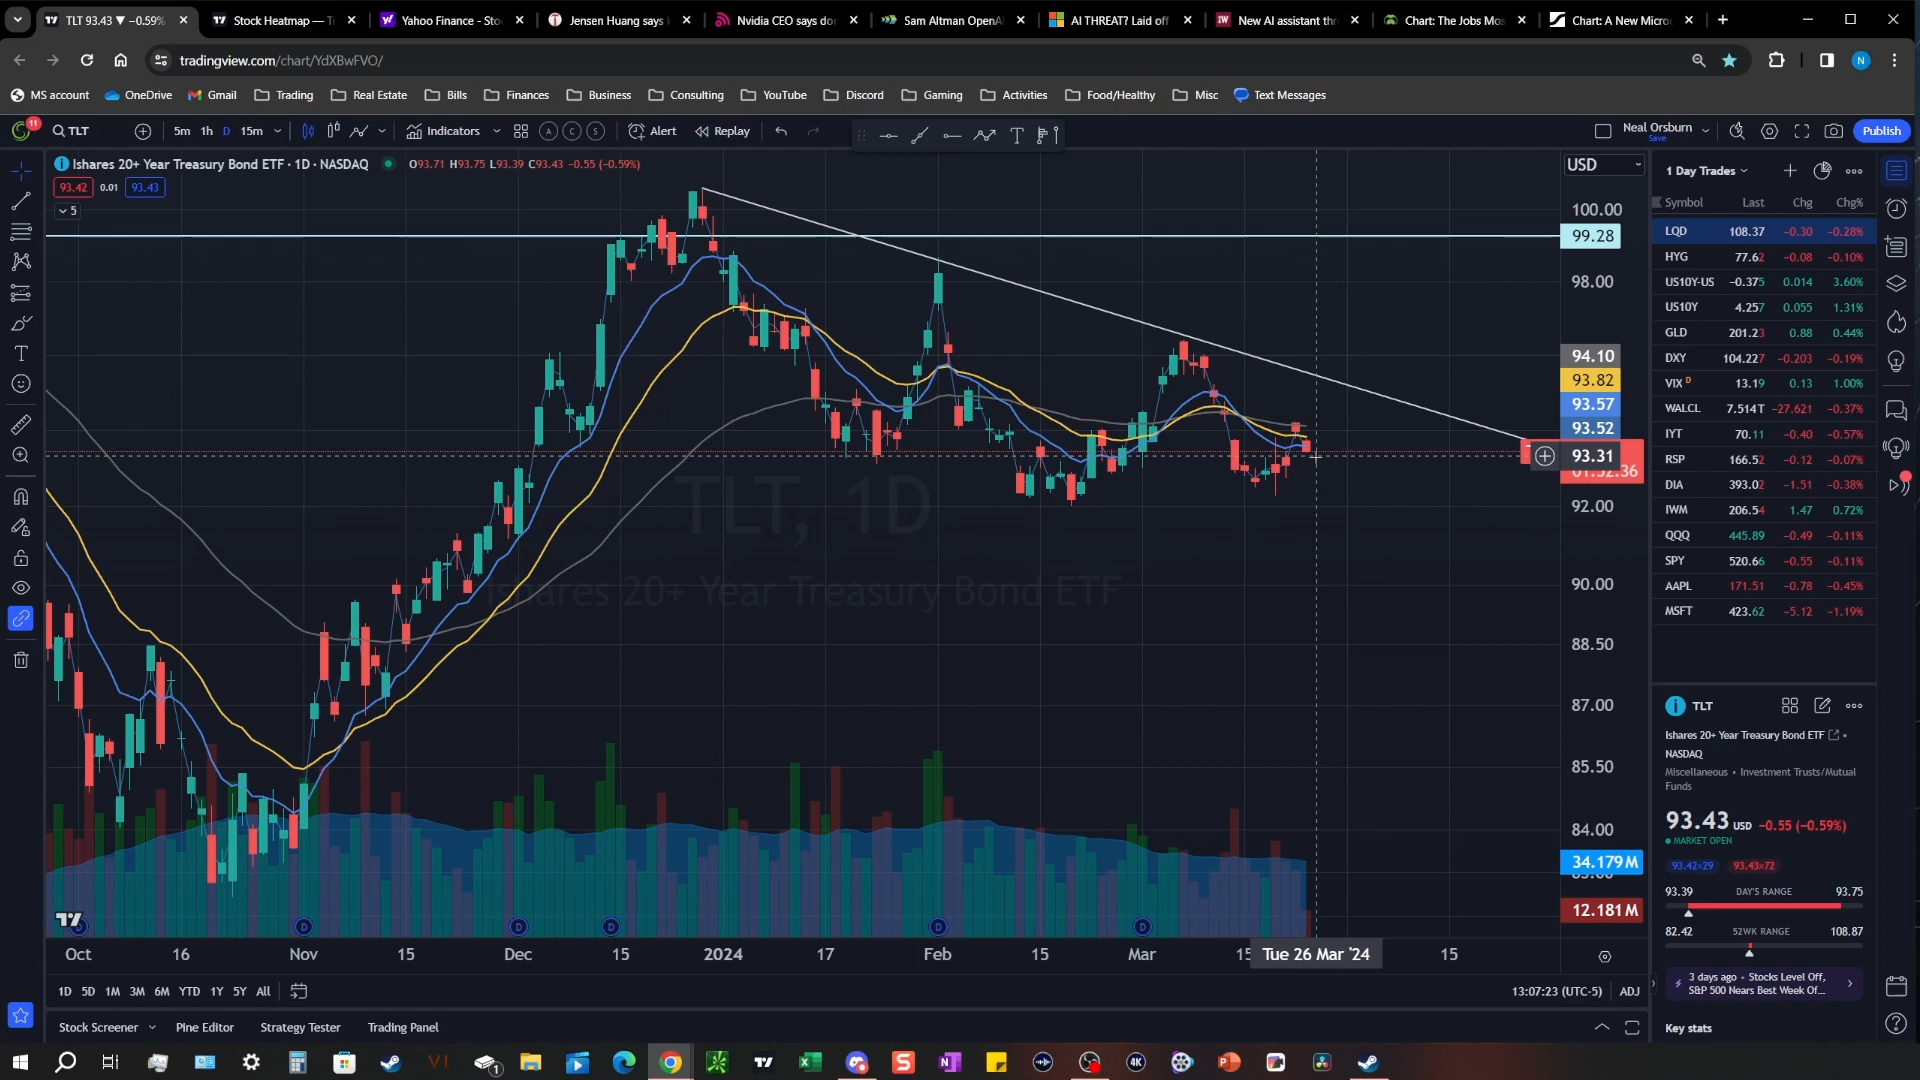 TLT 93.43 ▼ −0.59%
Stock Heatmap — T
Yahoo Finance - Sto
Jensen Huang says
Nvidia CEO says do
Sam Altman OpenA
AI THREAT? Laid off
New AI assistant th
Chart: The Jobs Mo
Chart: A New Micro
tradingview.com/chart/YdXBwFVO/
N
MS account OneDrive Gmail Trading Real Estate Bills Finances Business Consulting YouTube Discord Gaming Activities Food/Healthy Misc Text Messages
11
TLT 5m 1h D 15m Indicators A C S Alert Replay
Neal Orsburn
Save
Publish
Ishares 20+ Year Treasury Bond ETF · 1D · NASDAQ O93.71 H93.75 L93.39 C93.43 −0.55 (−0.59%)
93.42 0.01 93.43
5
TLT, 1D
Ishares 20+ Year Treasury Bond ETF
USD
100.00
99.28
98.00
94.10
93.82
93.57
93.52
93.31
92.00
90.00
88.50
87.00
85.50
84.00
34.179M
12.181M
D D D D D
Oct 16 Nov 15 Dec 15 2024 17 Feb 15 Mar Tue 26 Mar '24 15
1D 5D 1M 3M 6M YTD 1Y 5Y All
13:07:23 (UTC-5) ADJ
Stock Screener Pine Editor Strategy Tester Trading Panel
1 Day Trades
Symbol Last Chg Chg%
LQD 108.37 −0.30 −0.28%
HYG 77.62 −0.08 −0.10%
US10Y-US −0.375 0.014 3.60%
US10Y 4.257 0.055 1.31%
GLD 201.23 0.88 0.44%
DXY 104.227 −0.203 −0.19%
VIX D 13.19 0.13 1.00%
WALCL 7.514T −27.621 −0.37%
IYT 70.11 −0.40 −0.57%
RSP 166.52 −0.12 −0.07%
DIA 393.02 −1.51 −0.38%
IWM 206.54 1.47 0.72%
QQQ 445.89 −0.49 −0.11%
SPY 520.66 −0.55 −0.11%
AAPL 171.51 −0.78 −0.45%
MSFT 423.62 −5.12 −1.19%
TLT
Ishares 20+ Year Treasury Bond ETF •
NASDAQ
Miscellaneous • Investment Trusts/Mutual
Funds
93.43 USD −0.55 (−0.59%)
MARKET OPEN
93.42×29 93.43×72
93.39 DAY'S RANGE 93.75
82.42 52WK RANGE 108.87
3 days ago • Stocks Level Off,
S&P 500 Nears Best Week Of...
Key stats